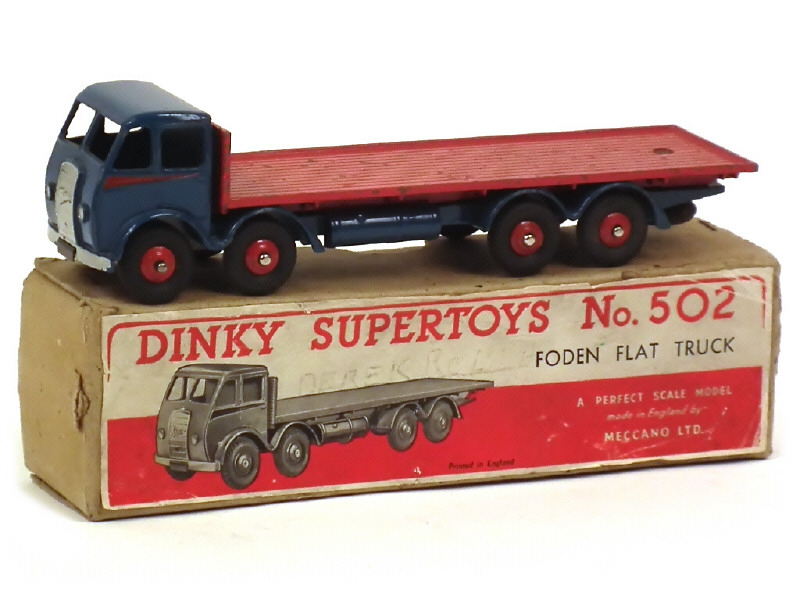 DINKY SUPERTOYS No. 502
FODEN FLAT TRUCK
DEREK
A PERFECT SCALE MODEL
made in England by
MECCANO LTD.
Printed in England